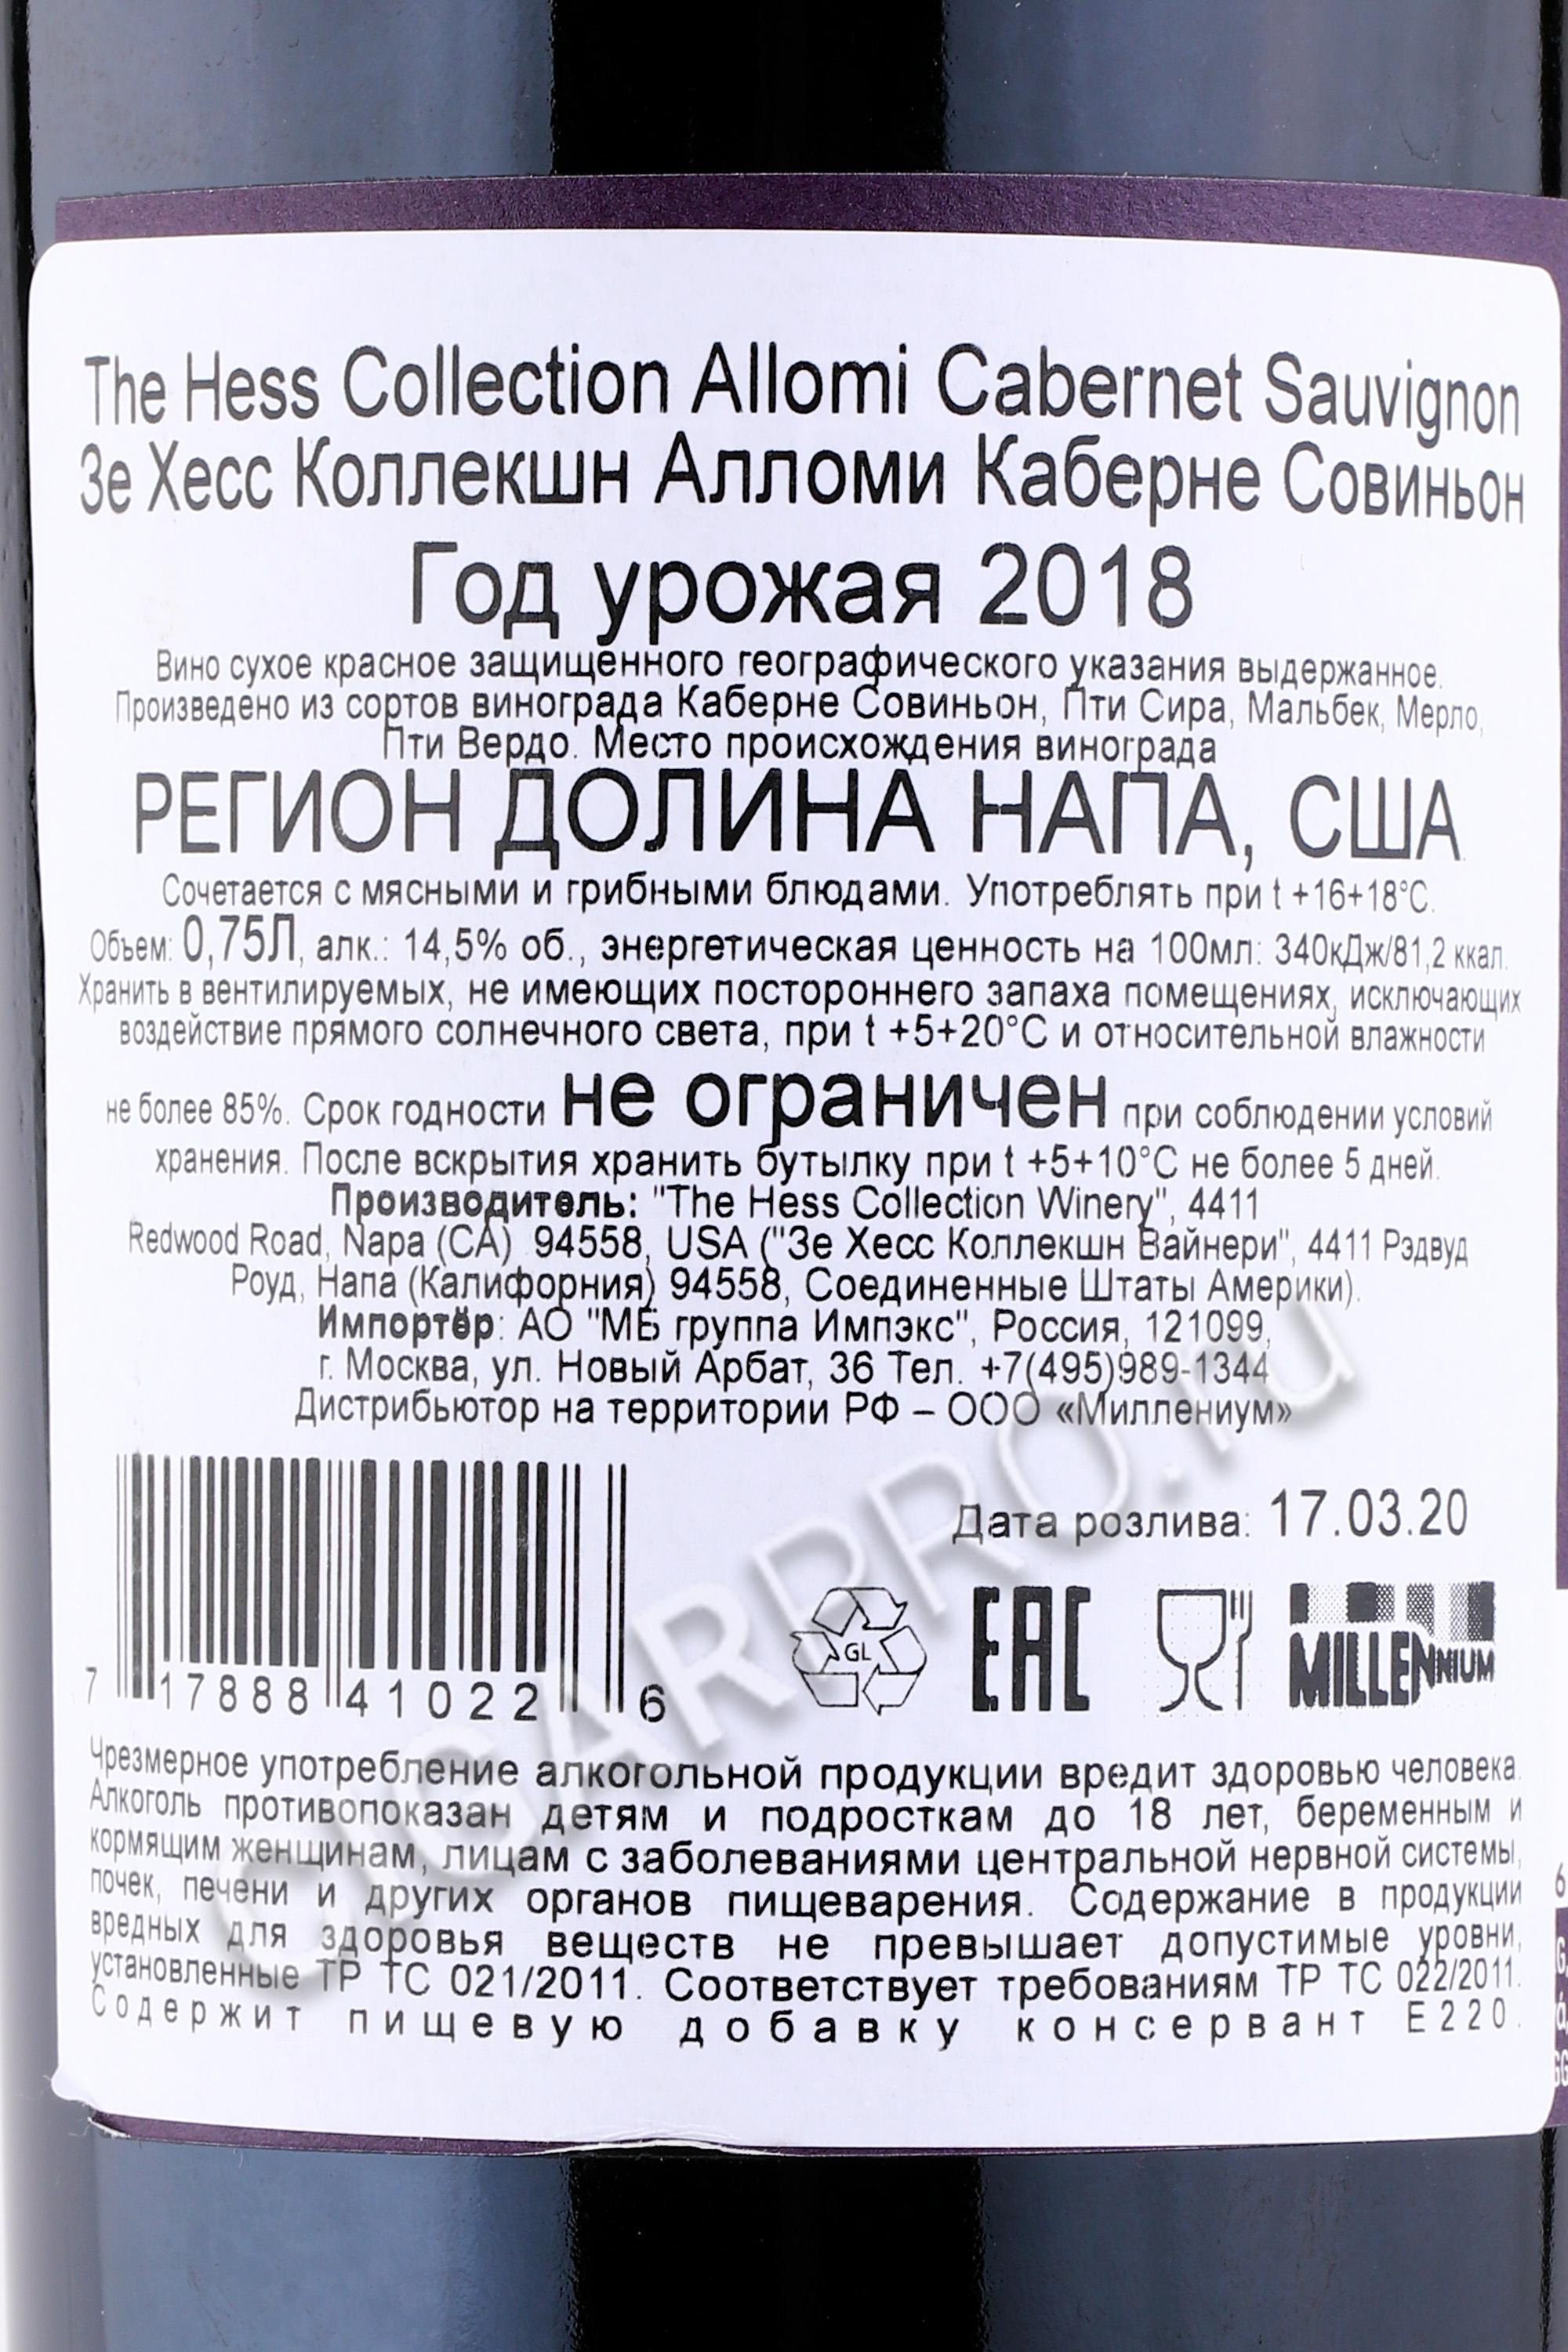 The Hess Collection Allomi Cabernet Sauvignon
Зе Хесс Коллекшн Алломи Каберне Совиньон
Год урожая 2018
Вино сухое красное защищенного географического указания выдержанное.
Произведено из сортов винограда Каберне Совиньон, Пти Сира, Мальбек, Мерло,
Пти Вердо. Место происхождения винограда
РЕГИОН ДОЛИНА НАПА, США.
Сочетается с мясными и грибными блюдами. Употреблять при t +16+18°С.
Объем: 0,75Л, алк.: 14,5% об., энергетическая ценность на 100мл: 340кДж/81,2 ккал.
Хранить в вентилируемых, не имеющих постороннего запаха помещениях, исключающих
воздействие прямого солнечного света, при t +5+20°С и относительной влажности
не более 85%. Срок годности не ограничен при соблюдении условий
хранения. После вскрытия хранить бутылку при t +5+10°С не более 5 дней.
Производитель: "The Hess Collection Winery", 4411
Redwood Road, Napa (CA) 94558, USA ("Зе Хесс Коллекшн Вайнери", 4411 Рэдвуд
Роуд, Напа (Калифорния) 94558, Соединенные Штаты Америки).
Импортёр: АО "МБ группа Импэкс", Россия, 121099,
г. Москва, ул. Новый Арбат, 36 Тел. +7(495)989-1344
Дистрибьютор на территории РФ – ООО «Миллениум»
Дата розлива: 17.03.20
GL EAC MILLENNIUM
7 17888 41022 6
Чрезмерное употребление алкогольной продукции вредит здоровью человека.
Алкоголь противопоказан детям и подросткам до 18 лет, беременным и
кормящим женщинам, лицам с заболеваниями центральной нервной системы,
почек, печени и других органов пищеварения. Содержание в продукции
вредных для здоровья веществ не превышает допустимые уровни,
установленные ТР ТС 021/2011. Соответствует требованиям ТР ТС 022/2011.
Содержит пищевую добавку консервант Е220.
CIGARPRO.ru